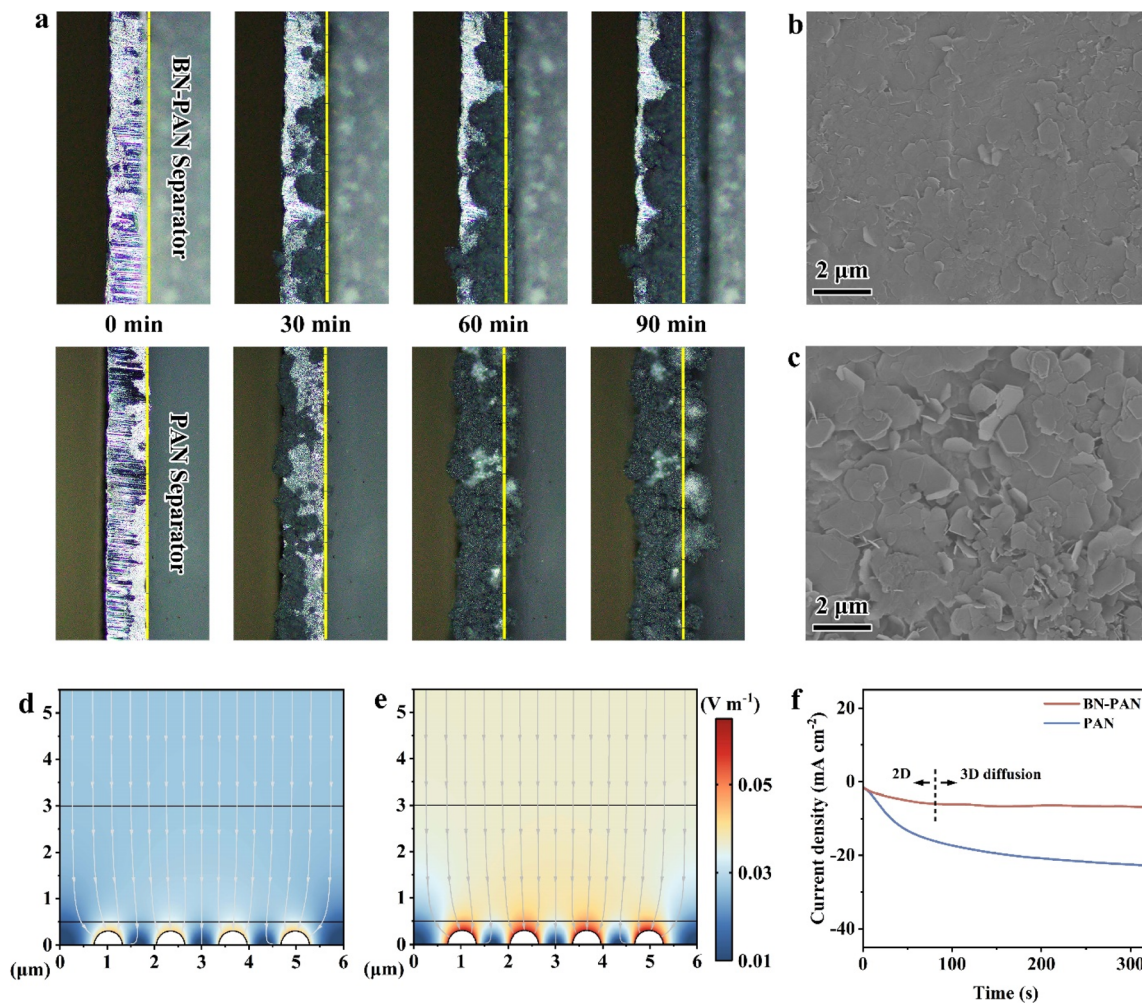 a
BN-PAN Separator
0 min
30 min
60 min
90 min
PAN Separator
b
2 µm
c
2 µm
d
5
4
3
2
1
0
(µm)
0
1
2
3
4
5
6
e
5
4
3
2
1
0
(µm)
0
1
2
3
4
5
6
(V m⁻¹)
0.05
0.03
0.01
f
BN-PAN
PAN
2D
3D diffusion
Current density (mA cm⁻²)
20
0
-20
-40
0
100
200
300
Time (s)